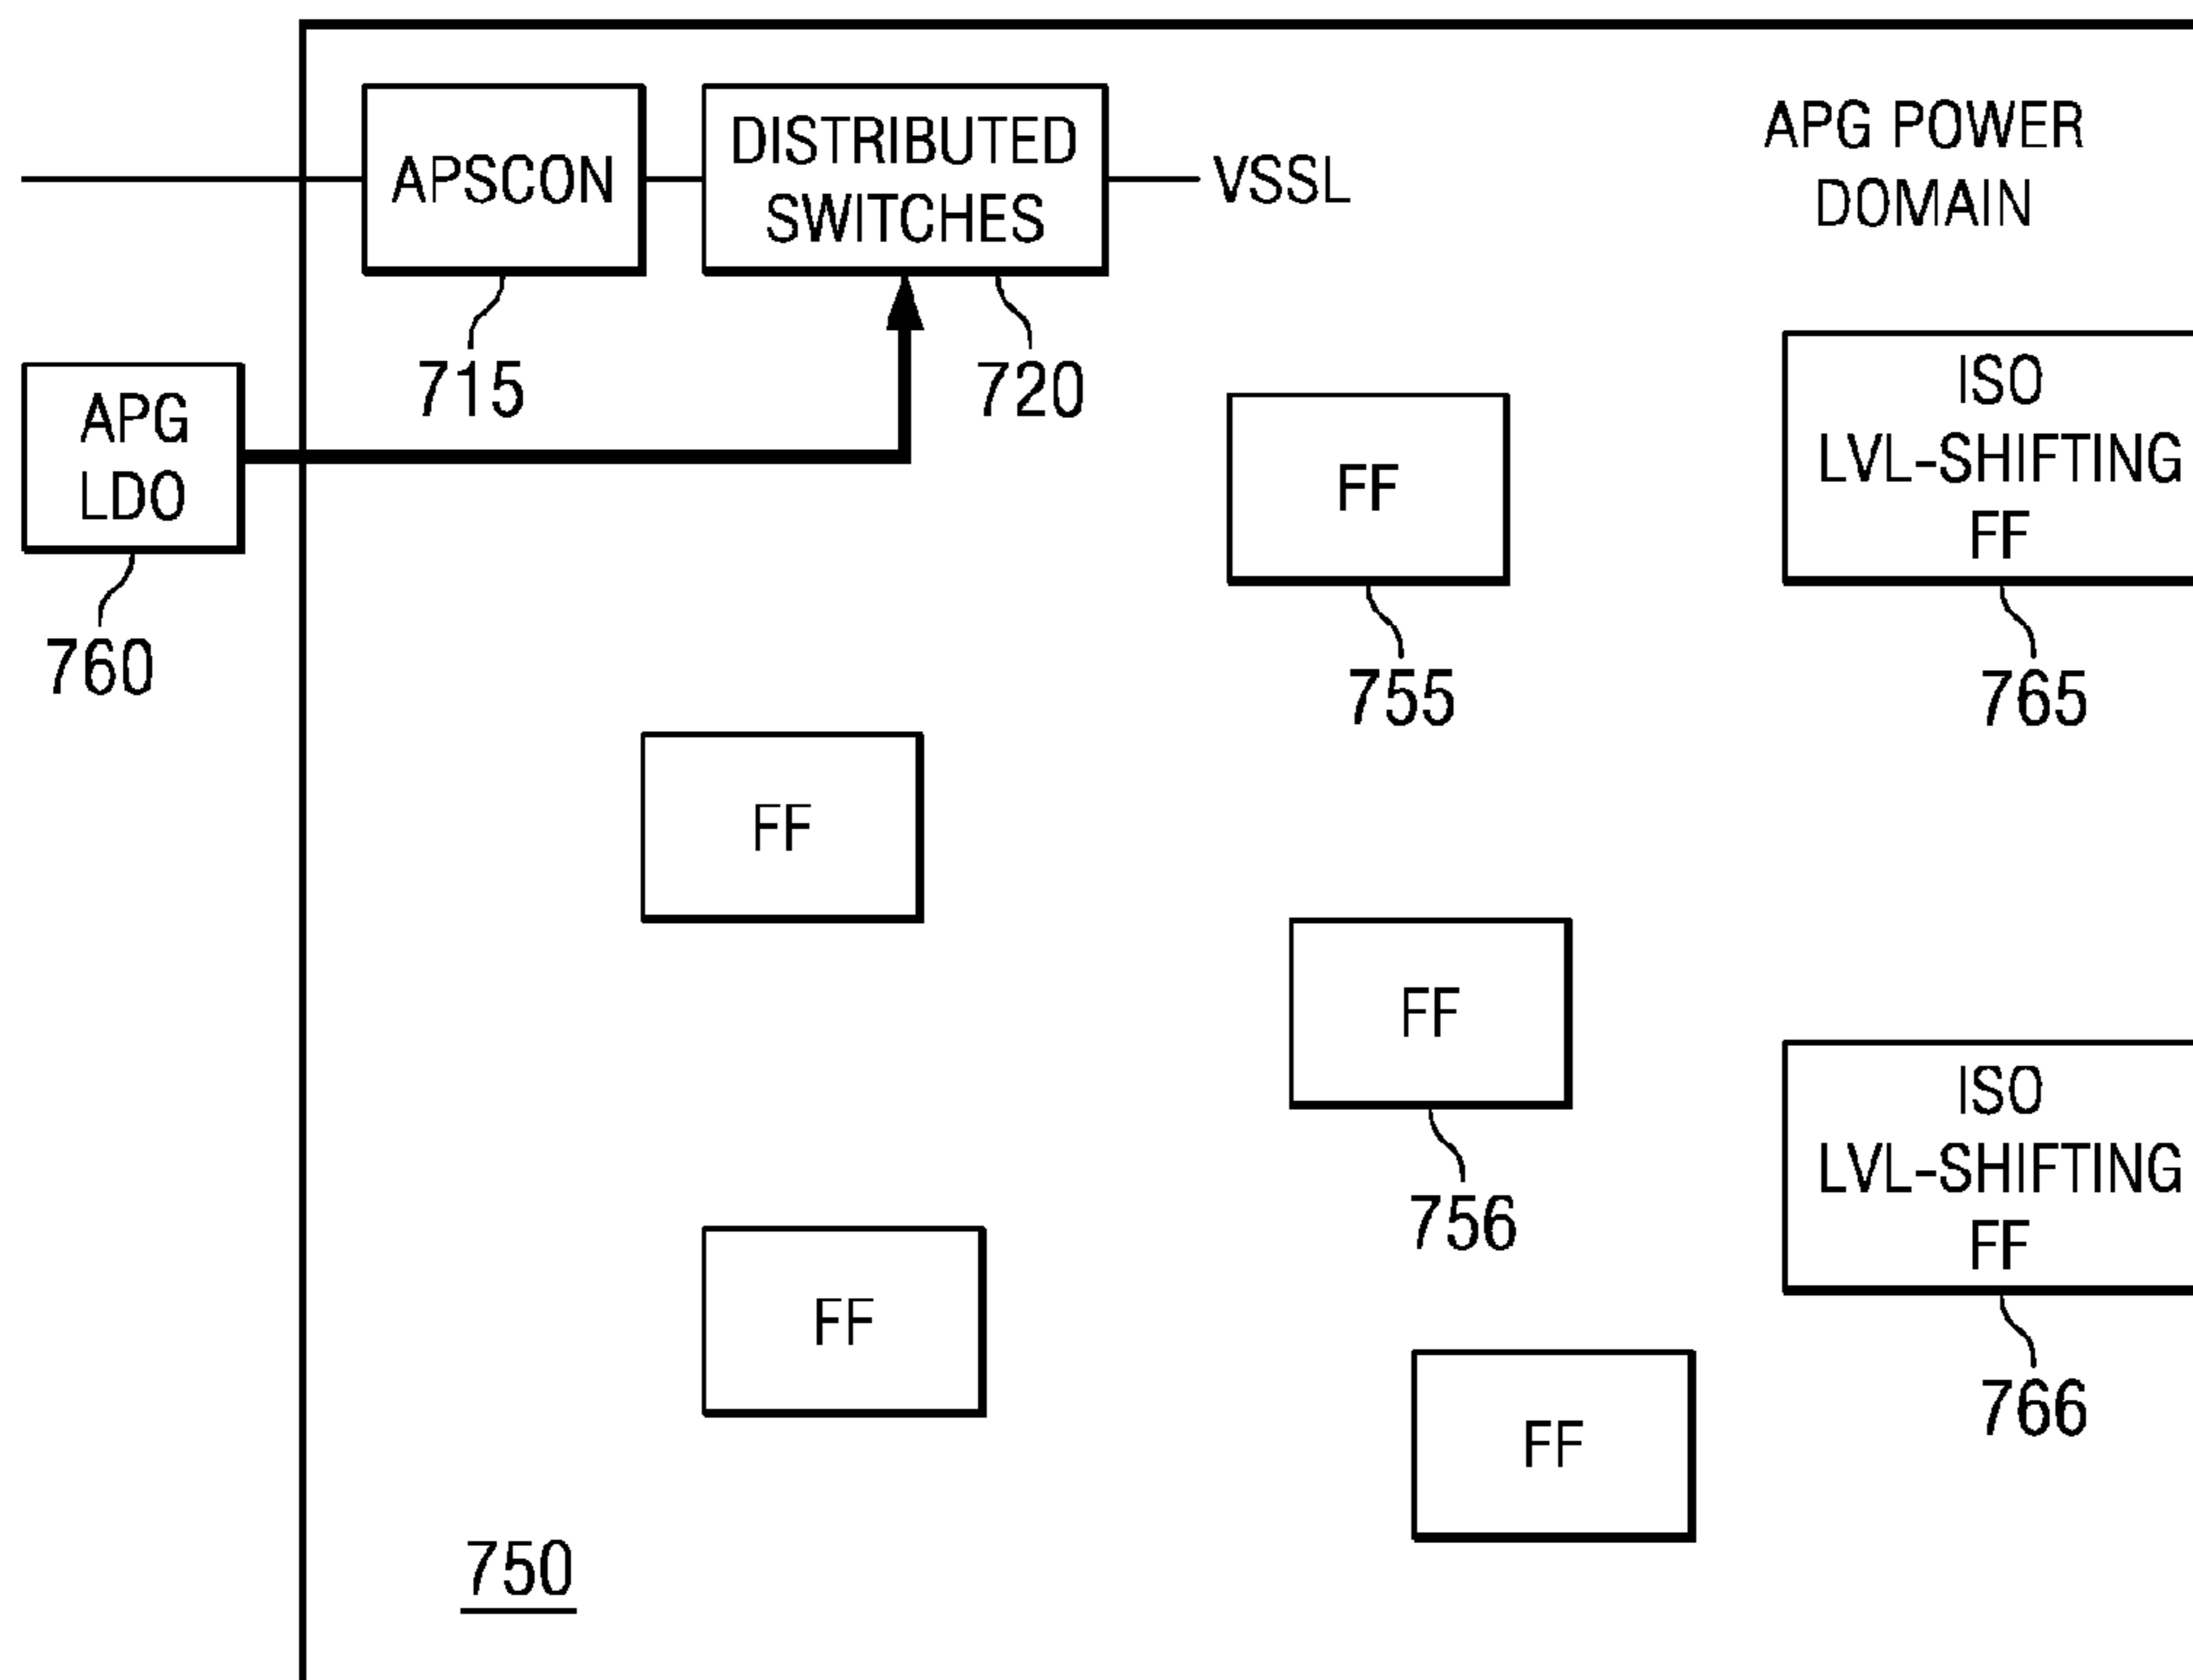 APSCON
DISTRIBUTED
SWITCHES
VSSL
APG POWER
DOMAIN
715
720
APG
LDO
760
FF
755
ISO
LVL-SHIFTING
FF
765
FF
FF
756
ISO
LVL-SHIFTING
FF
766
FF
FF
750